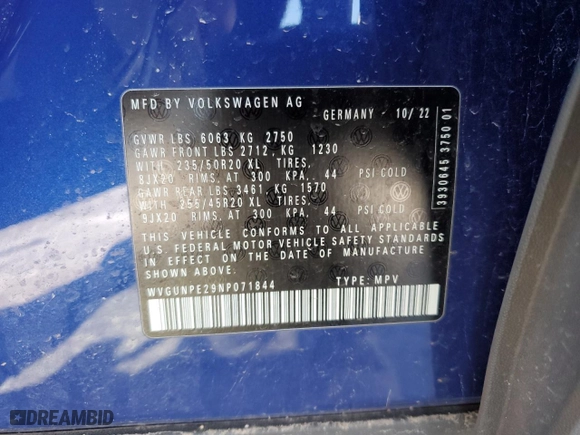 MFD BY VOLKSWAGEN AG
GERMANY - 10/ 22
GVWR LBS 6063 KG 2750
GAWR FRONT LBS 2712 KG 1230
WITH 235/50R20 XL TIRES,
8JX20 RIMS, AT 300 KPA, 44 PSI COLD
GAWR REAR LBS 3461 KG 1570
WITH 255/45R20 XL TIRES,
9JX20 RIMS, AT 300 KPA, 44 PSI COLD
THIS VEHICLE CONFORMS TO ALL APPLICABLE
U.S. FEDERAL MOTOR VEHICLE SAFETY STANDARDS
IN EFFECT ON THE DATE OF MANUFACTURE
SHOWN ABOVE.
WVGUNPE29NP071844 TYPE: MPV
3930645 3750 01
DREAMBID